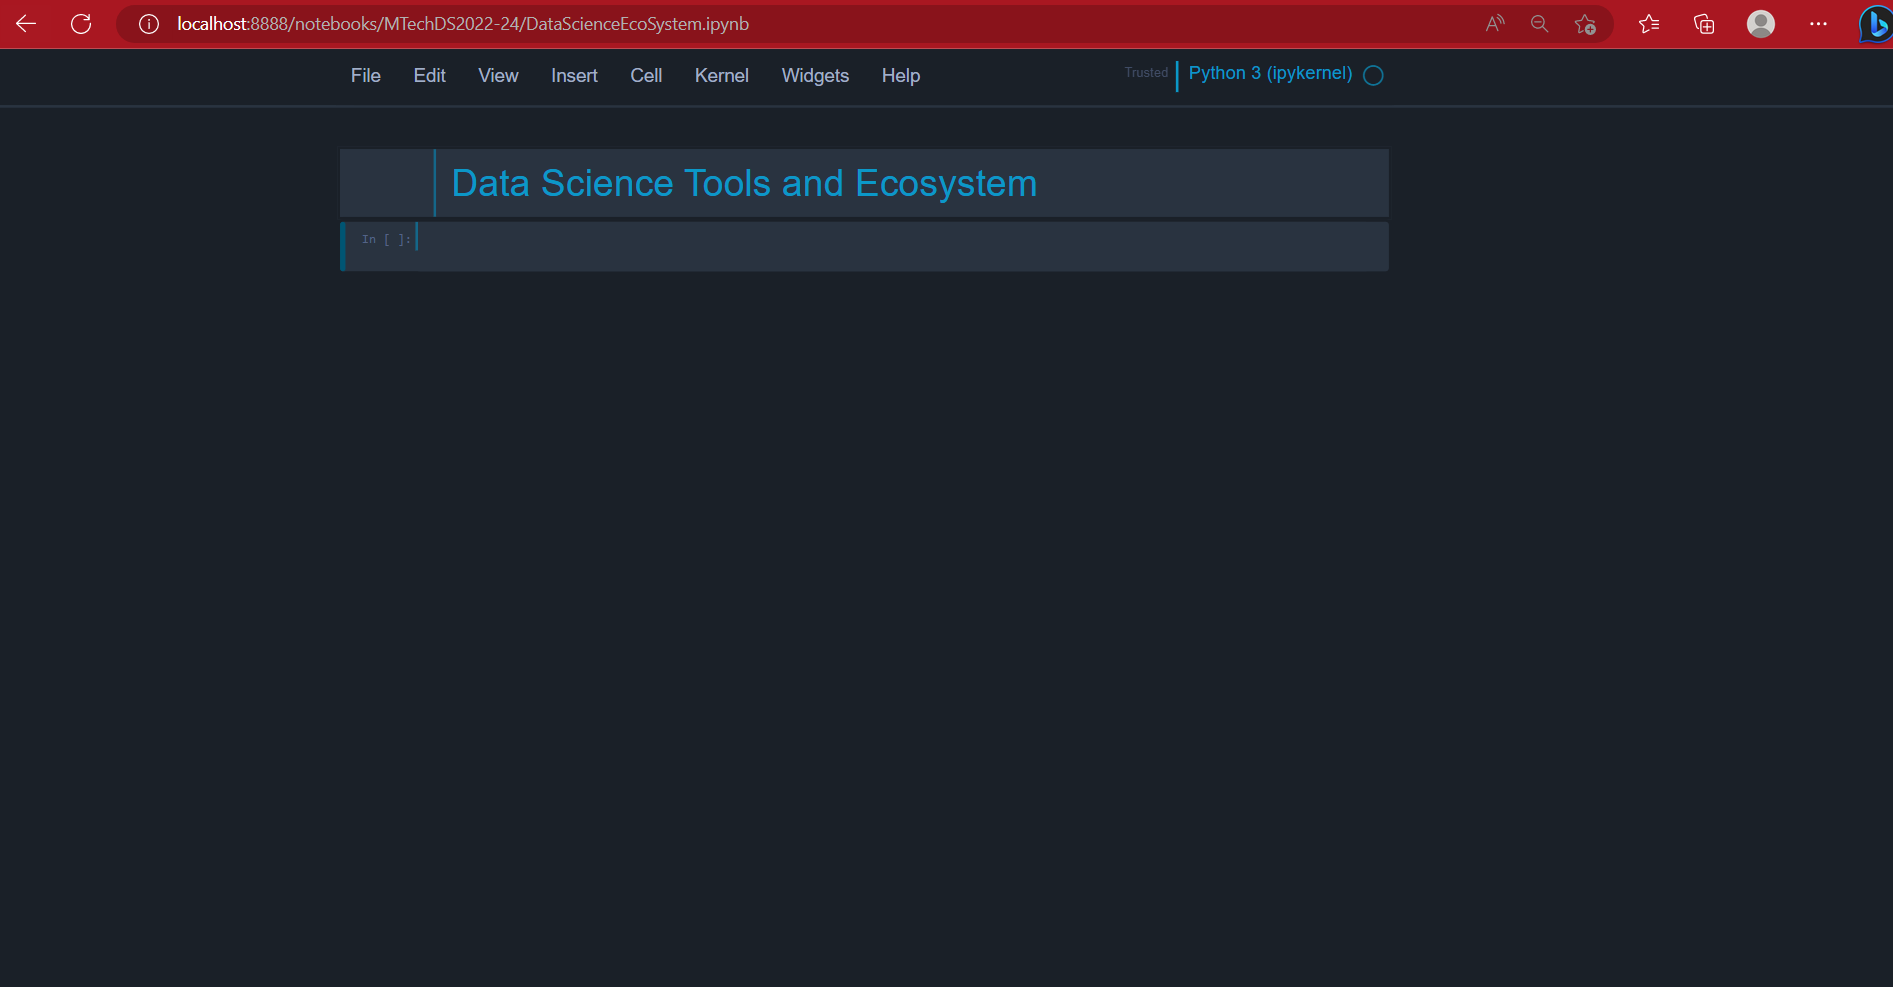 localhost:8888/notebooks/MTechDS2022-24/DataScienceEcoSystem.ipynb
File Edit View Insert Cell Kernel Widgets Help Trusted Python 3 (ipykernel)
Data Science Tools and Ecosystem
In [ ]: